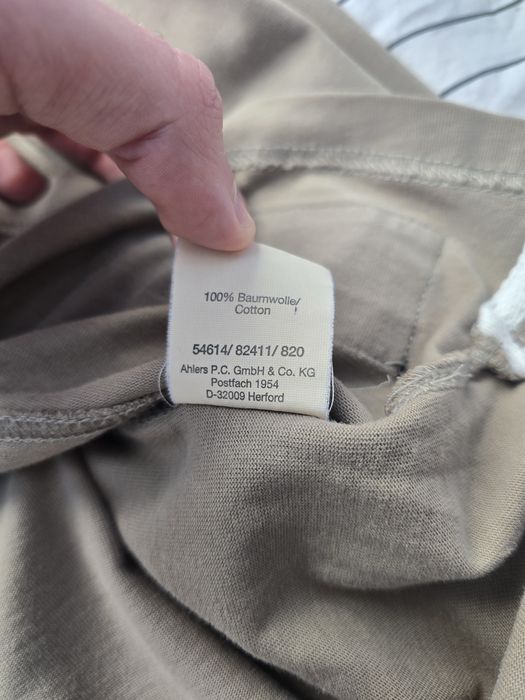 100% Baumwolle/
Cotton
54614/ 82411/ 820
Ahlers P.C. GmbH & Co. KG
Postfach 1954
D-32009 Herford